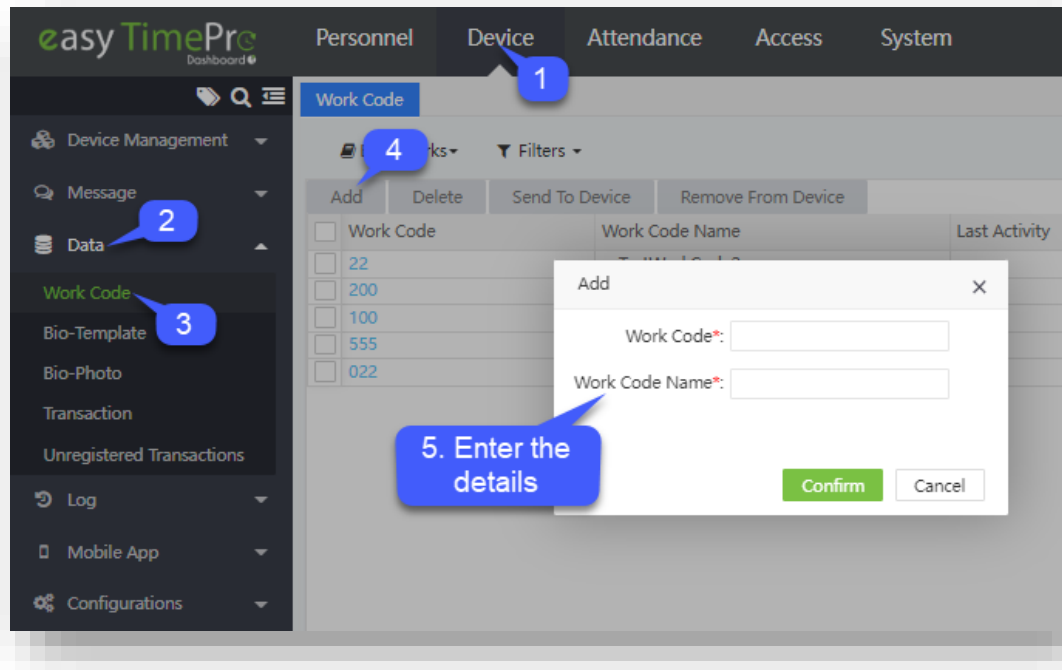 easy TimePro
Dashboard
Personnel Device Attendance Access System
1
Work Code
Device Management
4
Filters
Message
Add Delete Send To Device Remove From Device
2
Work Code Work Code Name Last Activity
Data
22
Add
Work Code
200
3
100
Work Code*:
Bio-Template
555
Bio-Photo
022
Work Code Name*:
Transaction
5. Enter the
details
Unregistered Transactions
Confirm Cancel
Log
Mobile App
Configurations